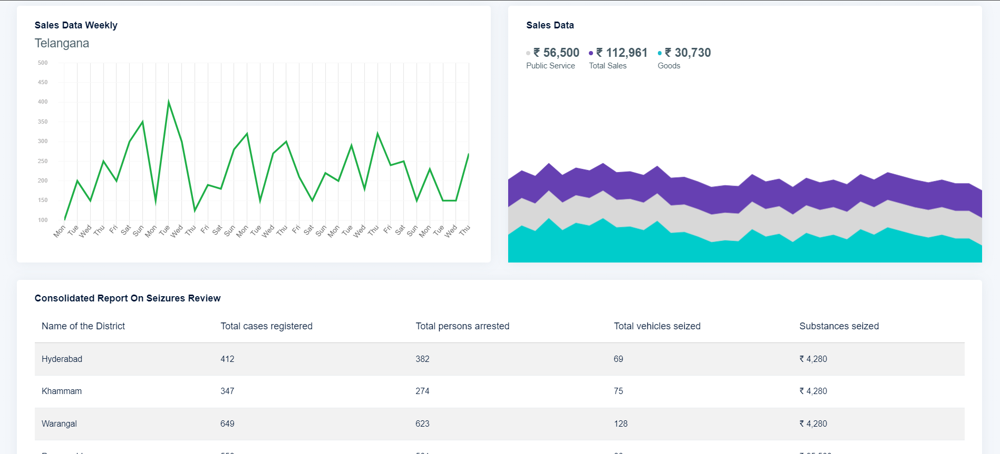 Sales Data Weekly
Telangana
500
450
400
350
300
250
200
150
100
Mon Tue Wed Thu Fri Sat Sun Mon Tue Wed Thu Fri Sat Sun Mon Tue Wed Thu Fri Sat Sun Mon Tue Wed Thu Fri Sat Sun Mon Tue Wed Thu
Sales Data
₹ 56,500 ₹ 112,961 ₹ 30,730
Public Service Total Sales Goods
Consolidated Report On Seizures Review
Name of the District Total cases registered Total persons arrested Total vehicles seized Substances seized
Hyderabad 412 382 69 ₹ 4,280
Khammam 347 274 75 ₹ 4,280
Warangal 649 623 128 ₹ 4,280